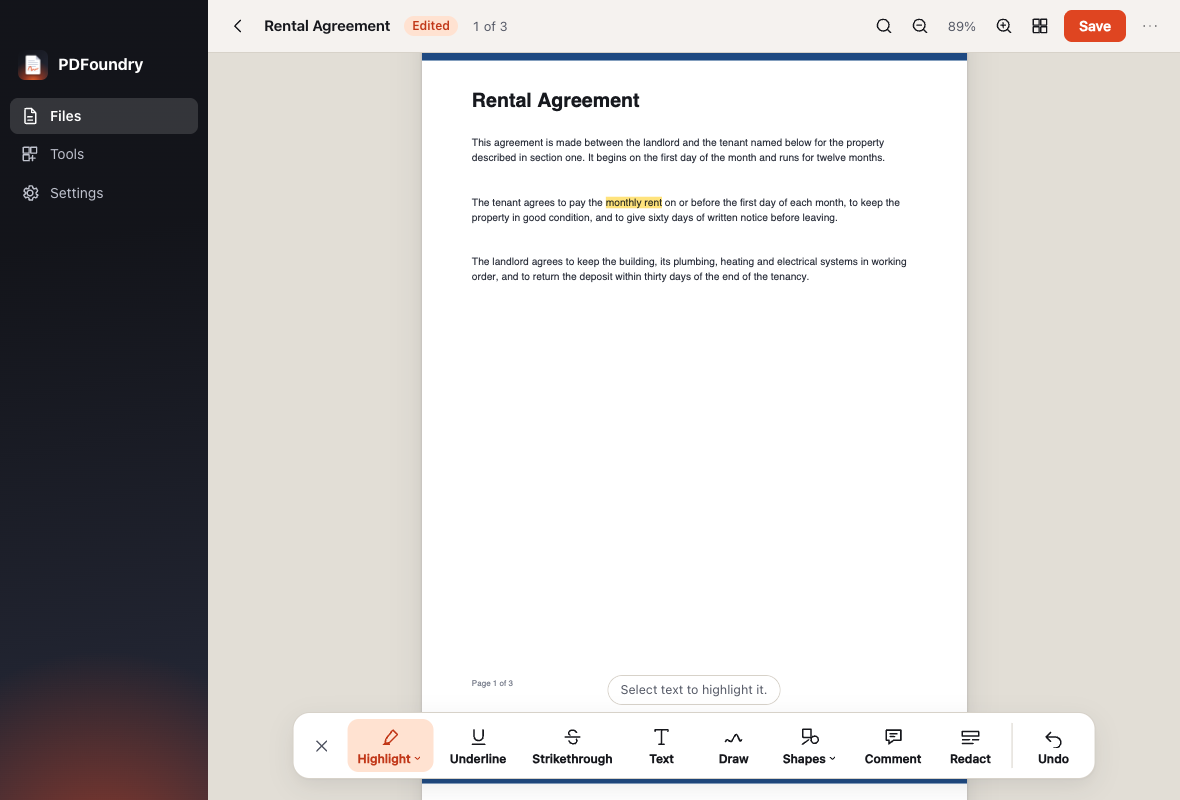 PDFoundry
Files
Tools
Settings
Rental Agreement Edited 1 of 3 89% Save
Rental Agreement
This agreement is made between the landlord and the tenant named below for the property
described in section one. It begins on the first day of the month and runs for twelve months.
The tenant agrees to pay the monthly rent on or before the first day of each month, to keep the
property in good condition, and to give sixty days of written notice before leaving.
The landlord agrees to keep the building, its plumbing, heating and electrical systems in working
order, and to return the deposit within thirty days of the end of the tenancy.
Page 1 of 3
Select text to highlight it.
Highlight Underline Strikethrough Text Draw Shapes Comment Redact Undo